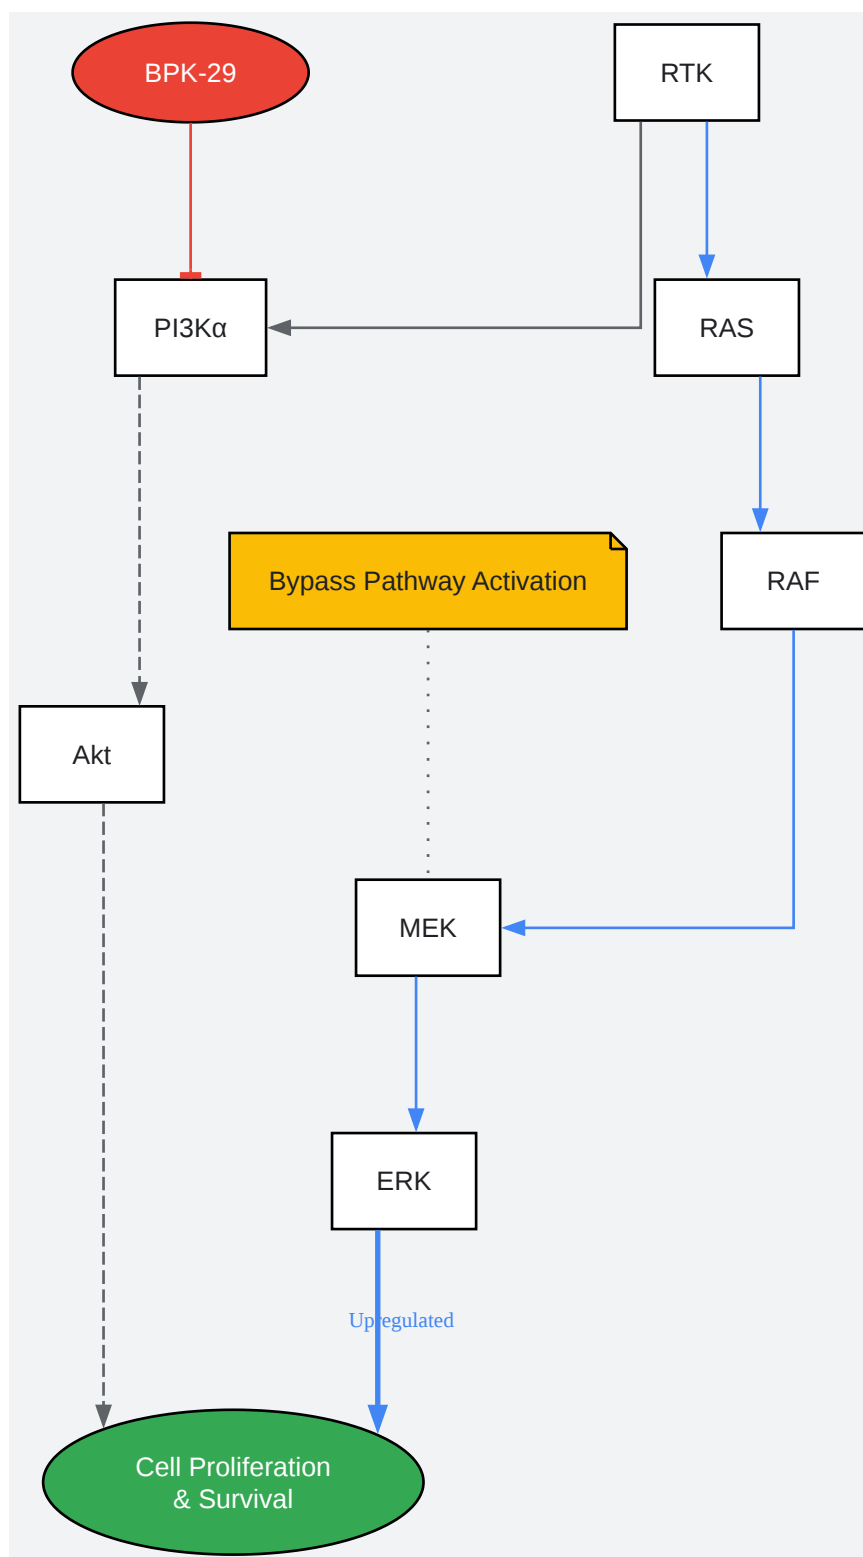 BPK-29
RTK
PI3Kα
RAS
Bypass Pathway Activation
RAF
Akt
MEK
ERK
Upregulated
Cell Proliferation
& Survival